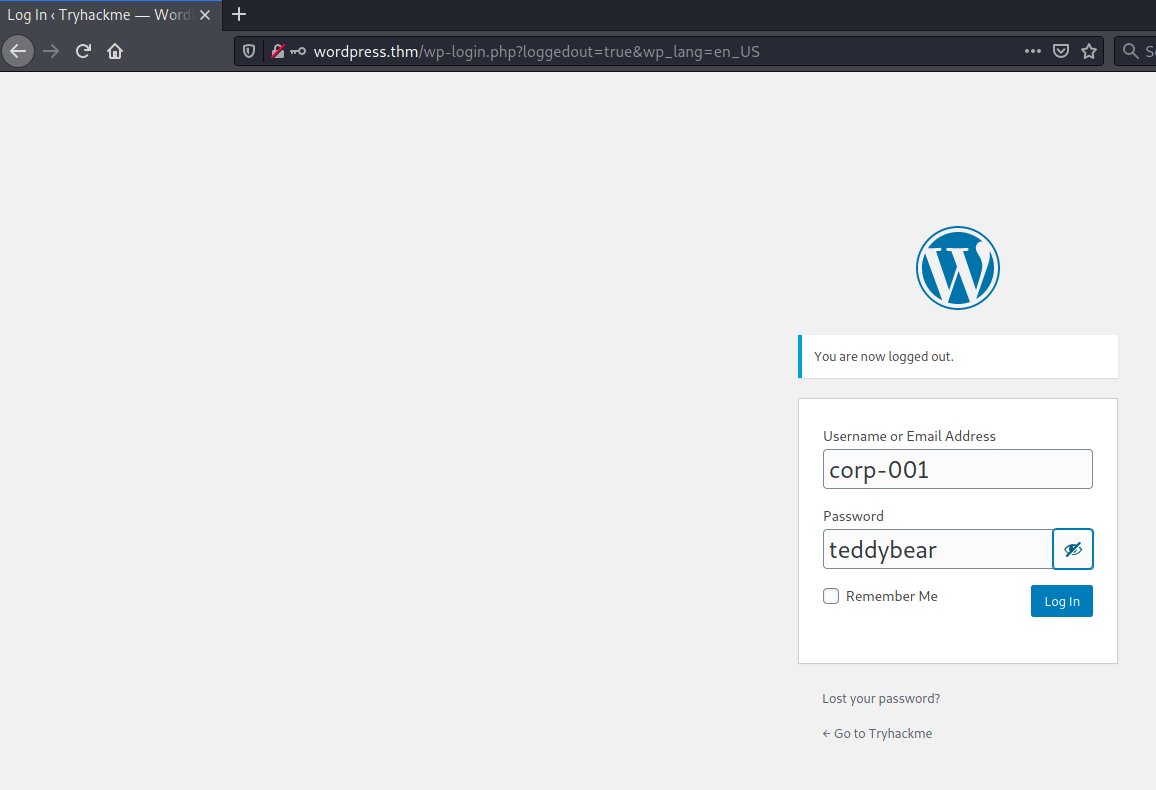 Log In ‹ Tryhackme — Word
wordpress.thm/wp-login.php?loggedout=true&wp_lang=en_US
You are now logged out.
Username or Email Address
corp-001
Password
teddybear
Remember Me
Log In
Lost your password?
← Go to Tryhackme